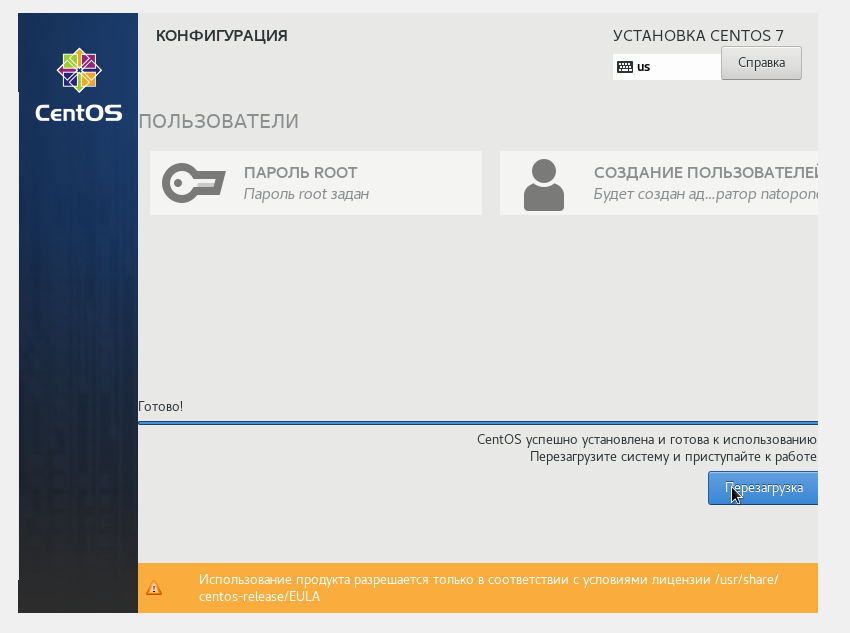 КОНФИГУРАЦИЯ
УСТАНОВКА CENTOS 7
us
Справка
CentOS
ПОЛЬЗОВАТЕЛИ
ПАРОЛЬ ROOT
Пароль root задан
СОЗДАНИЕ ПОЛЬЗОВАТЕЛЕЙ
Будет создан ад...ратор
Готово!
CentOS успешно установлена и готова к использованию
Перезагрузите систему и приступайте к работе
Перезагрузка
Использование продукта разрешается только в соответствии с условиями лицензии /usr/share/
centos-release/EULA